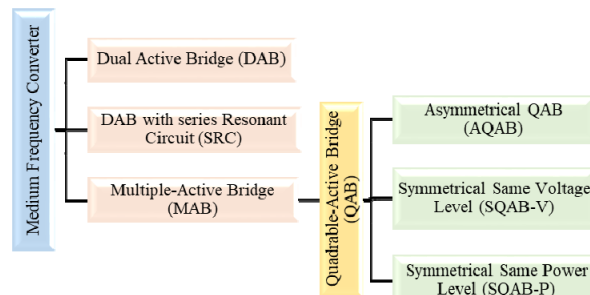 Medium Frequency Converter
Dual Active Bridge (DAB)
DAB with series Resonant
Circuit (SRC)
Multiple-Active Bridge
(MAB)
Quadrable-Active Bridge
(QAB)
Asymmetrical QAB
(AQAB)
Symmetrical Same Voltage
Level (SQAB-V)
Symmetrical Same Power
Level (SQAB-P)